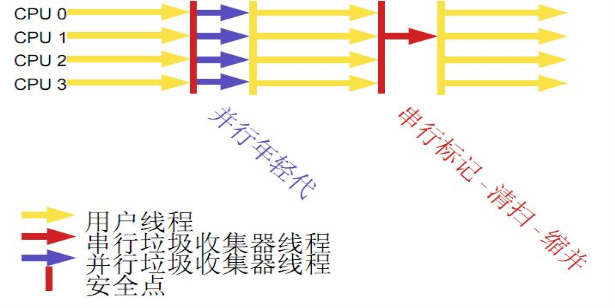 CPU 0
CPU 1
CPU 2
CPU 3
并行年轻代
串行标记-清扫-缩并
用户线程
串行垃圾收集器线程
并行垃圾收集器线程
安全点